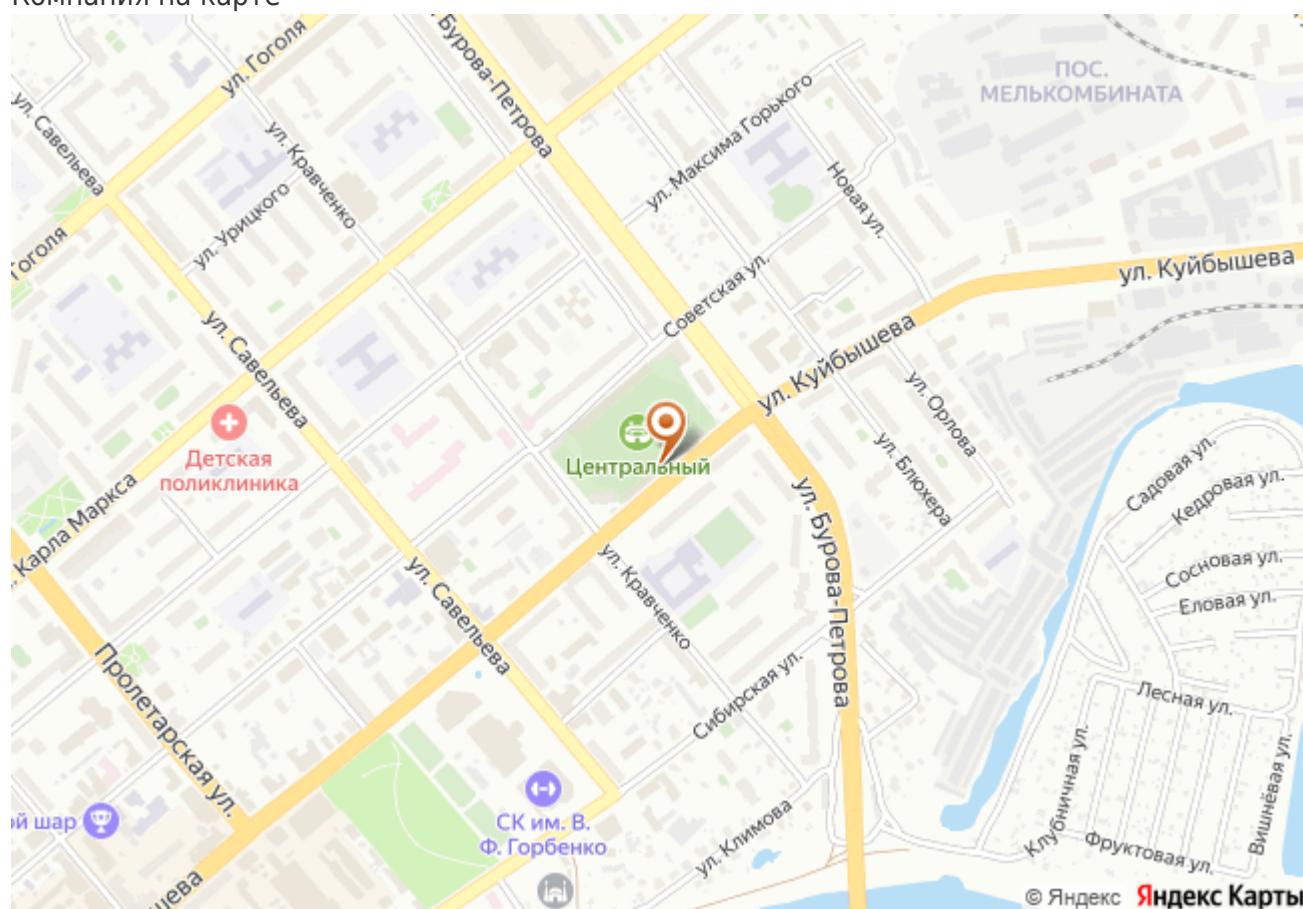 Компания на карте
ул. Гоголя
Бурова-Петрова
ПОС.
МЕЛЬКОМБИНАТА
ул. Савельева
ул. Кравченко
ул. Максима Горького
Новая ул.
ул. Урицкого
Гоголя
ул. Куйбышева
Советская ул.
ул. Савельева
ул. Куйбышева
ул. Орлова
Детская
поликлиника
Центральный
ул. Блюхера
Садовая ул.
Кедровая ул.
Карла Маркса
ул. Бурова-Петрова
Сосновая ул.
Еловая ул.
ул. Савельева
ул. Кравченко
Пролетарская ул.
Сибирская ул.
Лесная ул.
Клубничная ул.
Вишнёвая ул.
ой шар
СК им. В.
Ф. Горбенко
ул. Климова
Фруктовая ул.
шева
© Яндекс Яндекс Карты